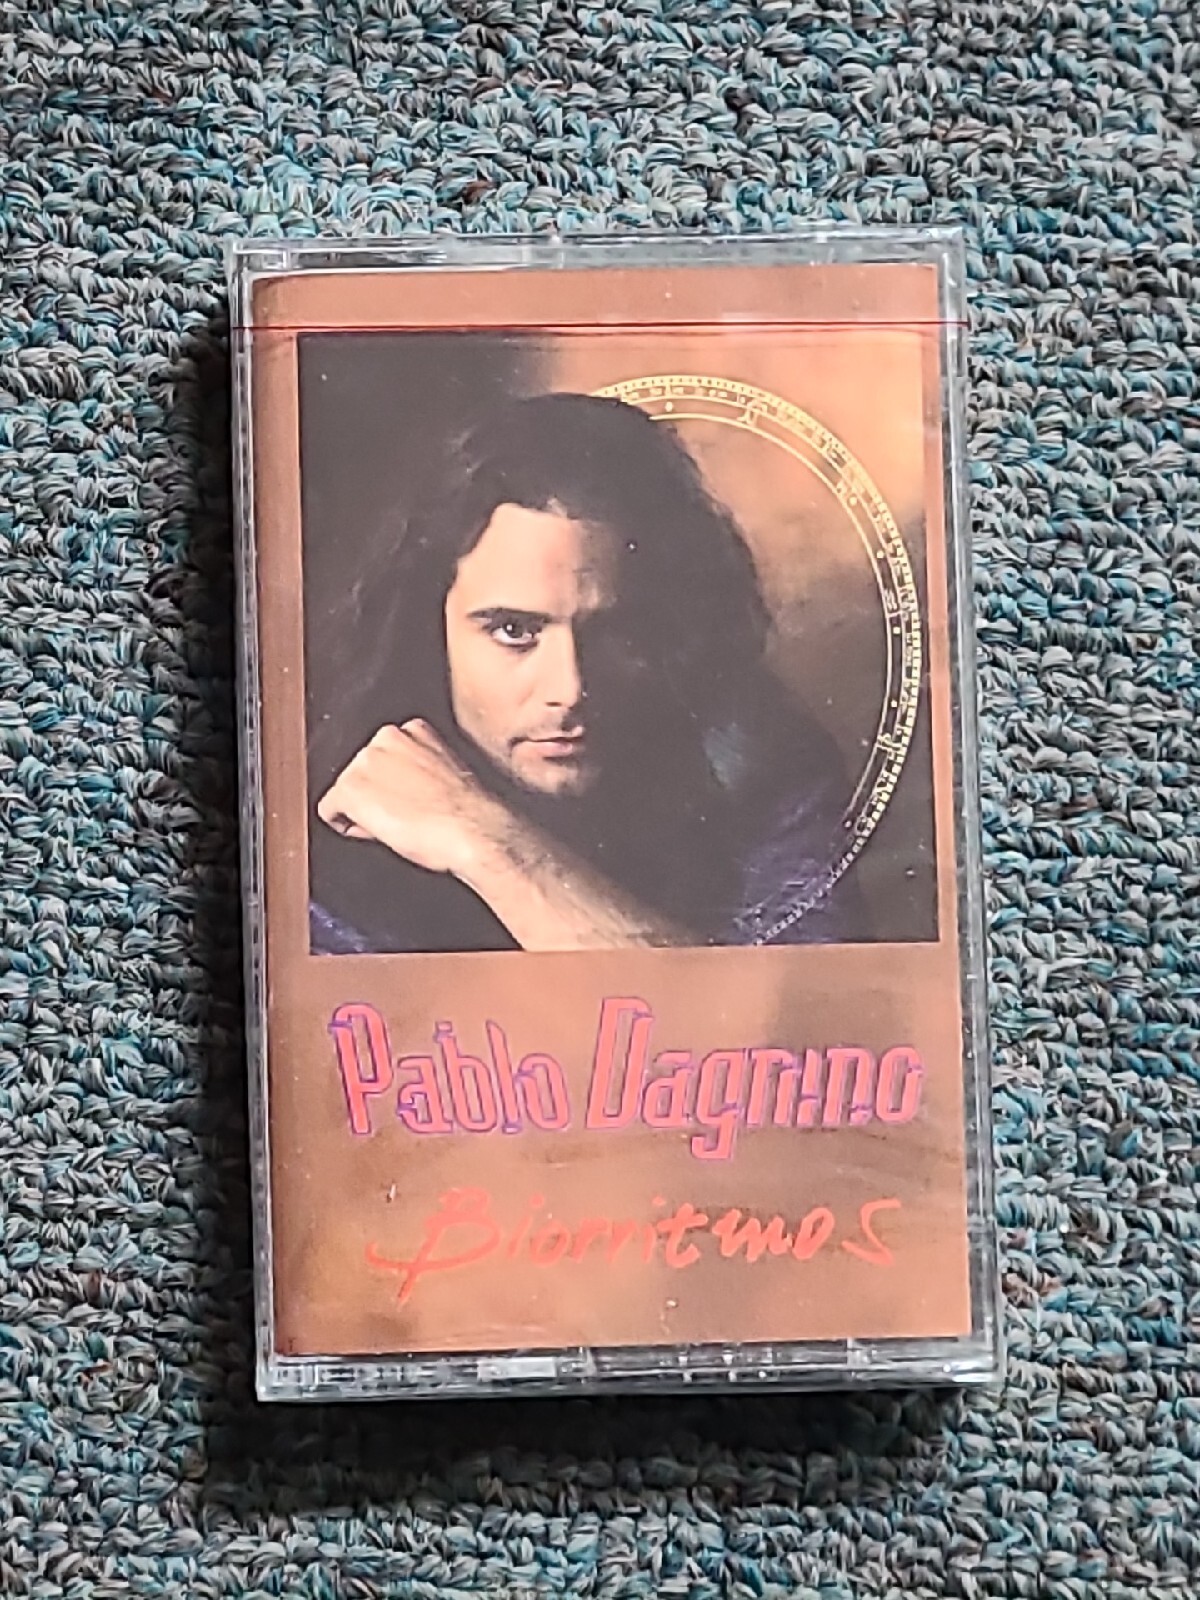 Pablo Dagnino
Biorritmos